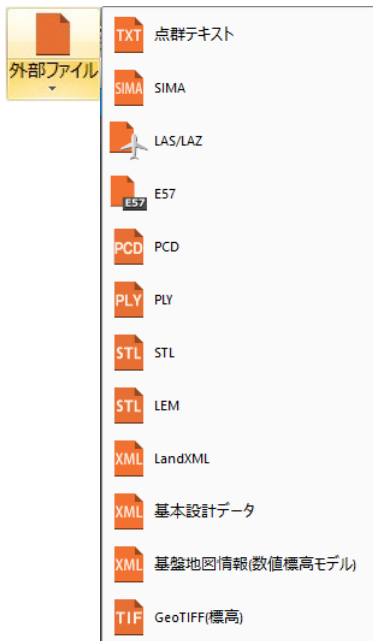 外部ファイル
TXT 点群テキスト
SIMA SIMA
LAS/LAZ
E57 E57
PCD PCD
PLY PLY
STL STL
STL LEM
XML LandXML
XML 基本設計データ
XML 基盤地図情報(数値標高モデル)
TIF GeoTIFF(標高)